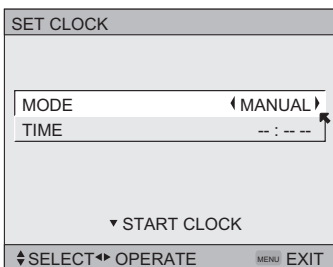 SET CLOCK
MODE MANUAL
TIME -- : -- --
START CLOCK
SELECT OPERATE MENU EXIT